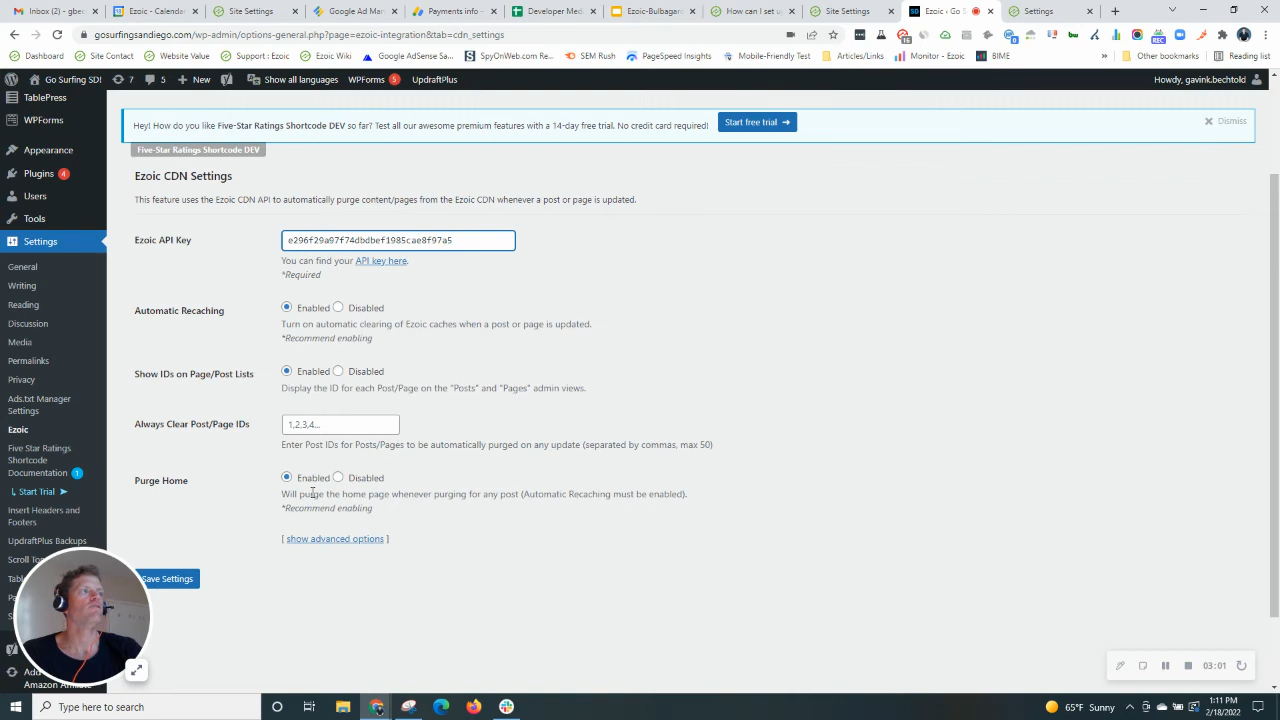 Inbox - gbec
Ezoic - Calendar
Site Settings
Google Ad Man
Payments info -
Developer Medi
Ezoic-Bulbagard
How can I set u
Site Settings
Ezoic ‹ Go S
Settings
gosurfingsandiego.com/wp-admin/options-general.php?page=ezoic-integration&tab=cdn_settings
Dashboard
Site Contact
Website Value
Support : Ezoic
Ezoic Wiki
Google AdSense
SpyOnWeb.com Re...
SEM Rush
PageSpeed Insights
Mobile-Friendly Test
Articles/Links
Monitor - Ezoic
BIME
»
Other bookmarks
Reading list
Go Surfing SD!
7
5
New
Show all languages
WPForms 5
UpdraftPlus
Howdy, gavink.bechtold
TablePress
WPForms
Appearance
Plugins 4
Users
Tools
Settings
General
Writing
Reading
Discussion
Media
Permalinks
Privacy
Ads.txt Manager
Settings
Ezoic
Five Star Ratings
Shortcode
Documentation 1
Start Trial ➤
Insert Headers and
Footers
UpdraftPlus Backups
Scroll To
Add
Amazon
Hey! How do you like Five-Star Ratings Shortcode DEV so far? Test all our awesome premium features with a 14-day free trial. No credit card required!
Start free trial ➜
Dismiss
Five-Star Ratings Shortcode DEV
Ezoic CDN Settings
This feature uses the Ezoic CDN API to automatically purge content/pages from the Ezoic CDN whenever a post or page is updated.
Ezoic API Key
e296f29a97f74dbdbef1985cae8f97a5
You can find your API key here.
*Required
Automatic Recaching
Enabled Disabled
Turn on automatic clearing of Ezoic caches when a post or page is updated.
*Recommend enabling
Show IDs on Page/Post Lists
Enabled Disabled
Display the ID for each Post/Page on the "Posts" and "Pages" admin views.
Always Clear Post/Page IDs
1,2,3,4...
Enter Post IDs for Posts/Pages to be automatically purged on any update (separated by commas, max 50)
Purge Home
Enabled Disabled
Will purge the home page whenever purging for any post (Automatic Recaching must be enabled).
*Recommend enabling
[ show advanced options ]
Save Settings
03:01
Type here to search
65°F Sunny
1:11 PM
2/18/2022